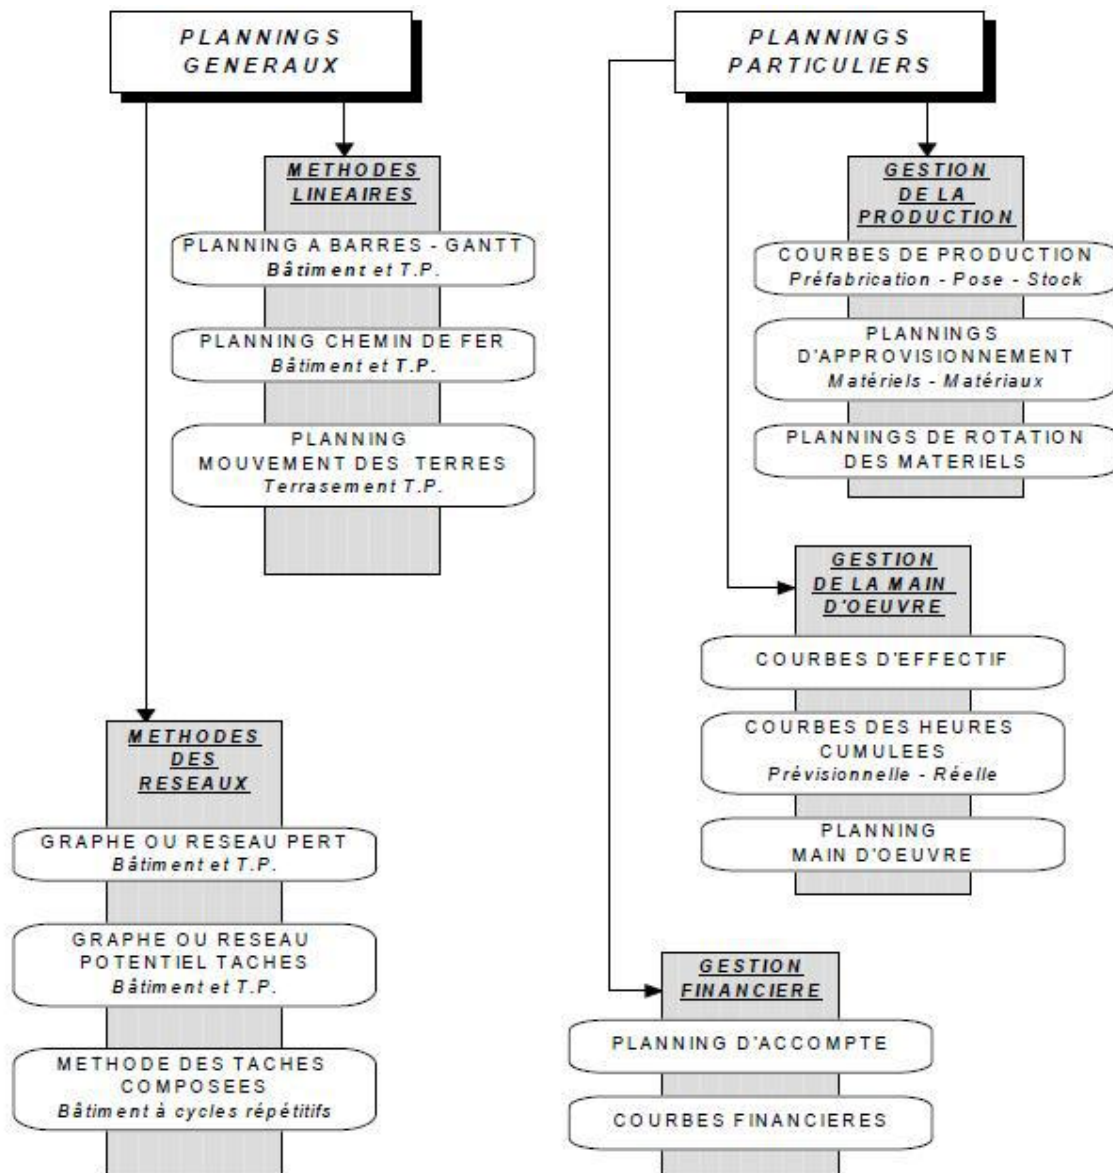 PLANNINGS
GENERAUX
METHODES
LINEAIRES
PLANNING A BARRES - GANTT
Bâtiment et T.P.
PLANNING CHEMIN DE FER
Bâtiment et T.P.
PLANNING
MOUVEMENT DES TERRES
Terrasement T.P.
METHODES
DES
RESEAUX
GRAPHE OU RESEAU PERT
Bâtiment et T.P.
GRAPHE OU RESEAU
POTENTIEL TACHES
Bâtiment et T.P.
METHODE DES TACHES
COMPOSEES
Bâtiment à cycles répétitifs
PLANNINGS
PARTICULIERS
GESTION
DE LA
PRODUCTION
COURBES DE PRODUCTION
Préfabrication - Pose - Stock
PLANNINGS
D'APPROVISIONNEMENT
Matériels - Matériaux
PLANNINGS DE ROTATION
DES MATERIELS
GESTION
DE LA MAIN
D'OEUVRE
COURBES D'EFFECTIF
COURBES DES HEURES
CUMULEES
Prévisionnelle - Réelle
PLANNING
MAIN D'OEUVRE
GESTION
FINANCIERE
PLANNING D'ACCOMPTE
COURBES FINANCIERES